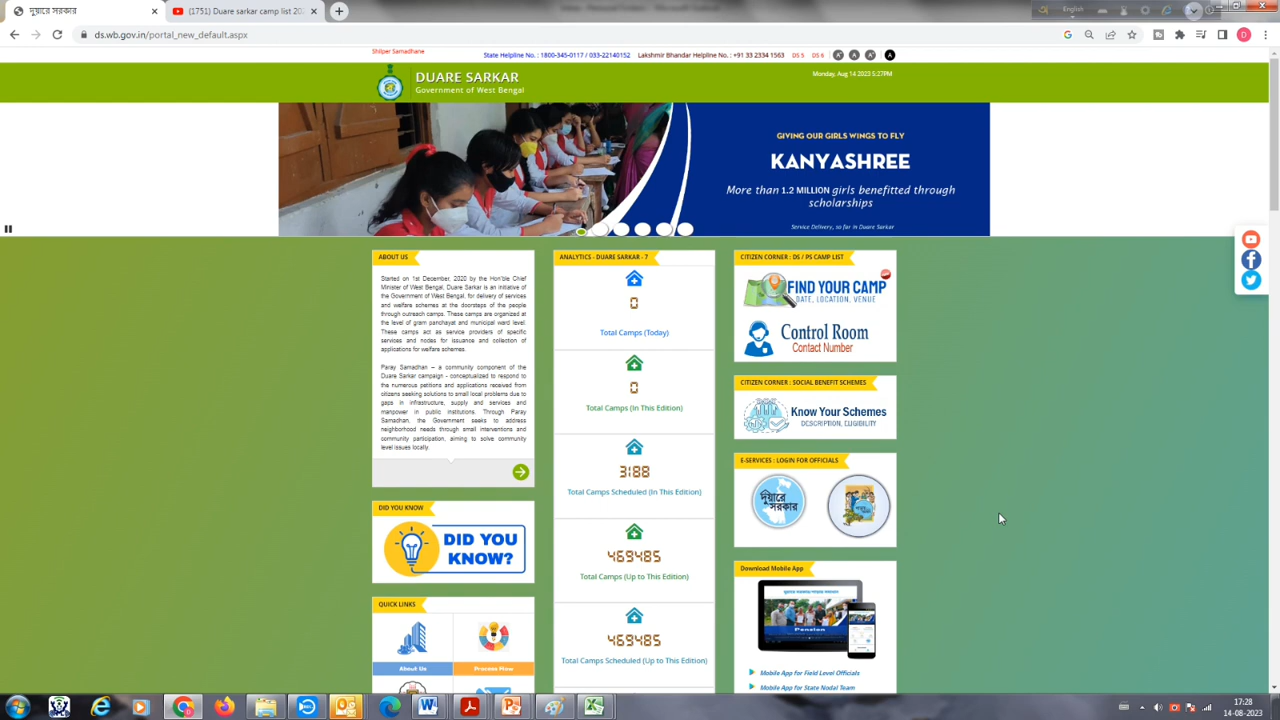 দুয়ারে সরকার
(1751) Duare sarkar camp list 202
English
ds.wb.gov.in/portal_new_default.aspx
D
Shilper Samadhane
State Helpline No. : 1800-345-0117 / 033-22140152
Lakshmir Bhandar Helpline No. : +91 33 2334 1563
DS 5
DS 6
DUARE SARKAR
Government of West Bengal
Monday, Aug 14 2023 5:27PM
GIVING OUR GIRLS WINGS TO FLY
KANYASHREE
More than 1.2 MILLION girls benefitted through
scholarships
Service Delivery, so far in Duare Sarkar
ABOUT US
Started on 1st December, 2020 by the Hon'ble Chief
Minister of West Bengal, Duare Sarkar is an initiative of
the Government of West Bengal, for delivery of services
and welfare schemes at the doorsteps of the people
through outreach camps. These camps are organized at
the level of gram panchayat and municipal ward level.
These camps act as service providers of specific
services and nodes for issuance and collection of
applications for welfare schemes.
Paray Samadhan – a community component of the
Duare Sarkar campaign - conceptualized to respond to
the numerous petitions and applications received from
citizens seeking solutions to small local problems due to
gaps in infrastructure, supply and services and
manpower in public institutions. Through Paray
Samadhan, the Government seeks to address
neighborhood needs through small interventions and
community participation, aiming to solve community
level issues locally.
DID YOU KNOW
DID YOU
KNOW?
QUICK LINKS
About Us
Process Flow
ANALYTICS - DUARE SARKAR - 7
0
Total Camps (Today)
0
Total Camps (In This Edition)
3188
Total Camps Scheduled (In This Edition)
469485
Total Camps (Up to This Edition)
469485
Total Camps Scheduled (Up to This Edition)
CITIZEN CORNER : DS / PS CAMP LIST
FIND YOUR CAMP
DATE, LOCATION, VENUE
Control Room
Contact Number
CITIZEN CORNER : SOCIAL BENEFIT SCHEMES
Know Your Schemes
DESCRIPTION, ELIGIBILITY
E-SERVICES : LOGIN FOR OFFICIALS
দুয়ারে
সরকার
Download Mobile App
Pension
Mobile App for Field Level Officials
Mobile App for State Nodal Team
17:28
14-08-2023